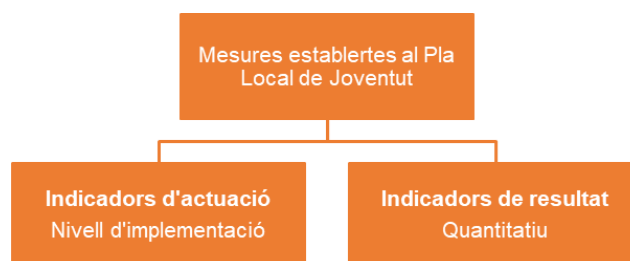 Mesures establertes al Pla
Local de Joventut
Indicadors d'actuació
Nivell d'implementació
Indicadors de resultat
Quantitatiu